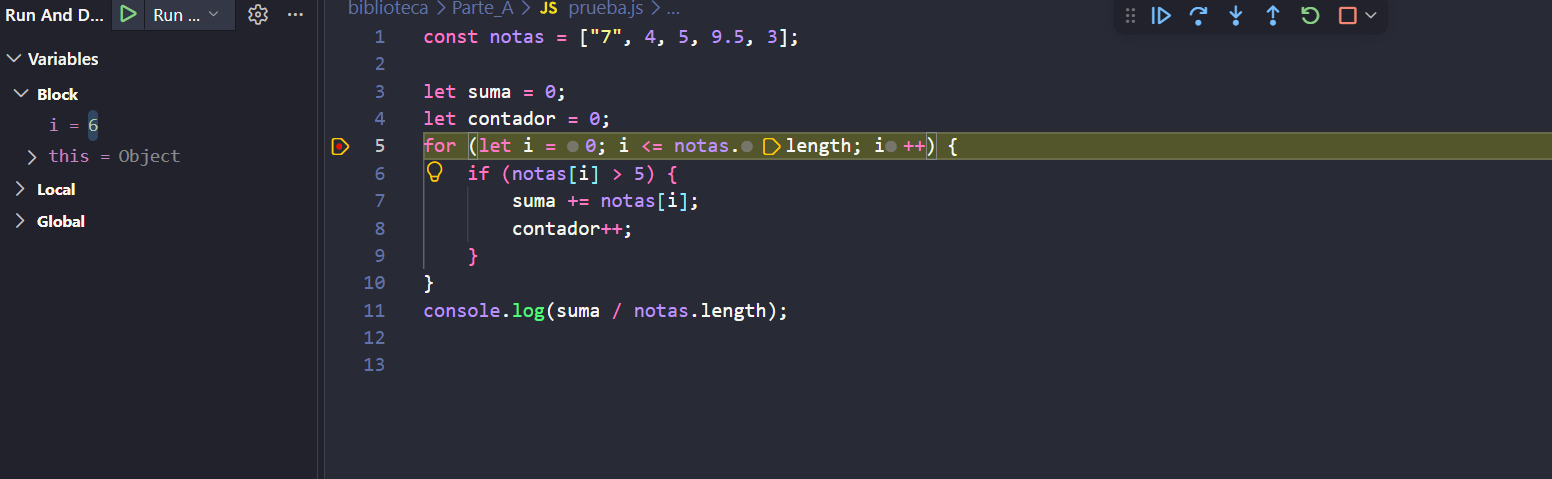 Run And D... Run ... ...
Variables
Block
i = 6
this = Object
Local
Global
biblioteca > Parte_A > JS prueba.js > ...
1 const notas = ["7", 4, 5, 9.5, 3];
2
3 let suma = 0;
4 let contador = 0;
5 for (let i = 0; i <= notas. length; i ++) {
6 if (notas[i] > 5) {
7 suma += notas[i];
8 contador++;
9 }
10 }
11 console.log(suma / notas.length);
12
13